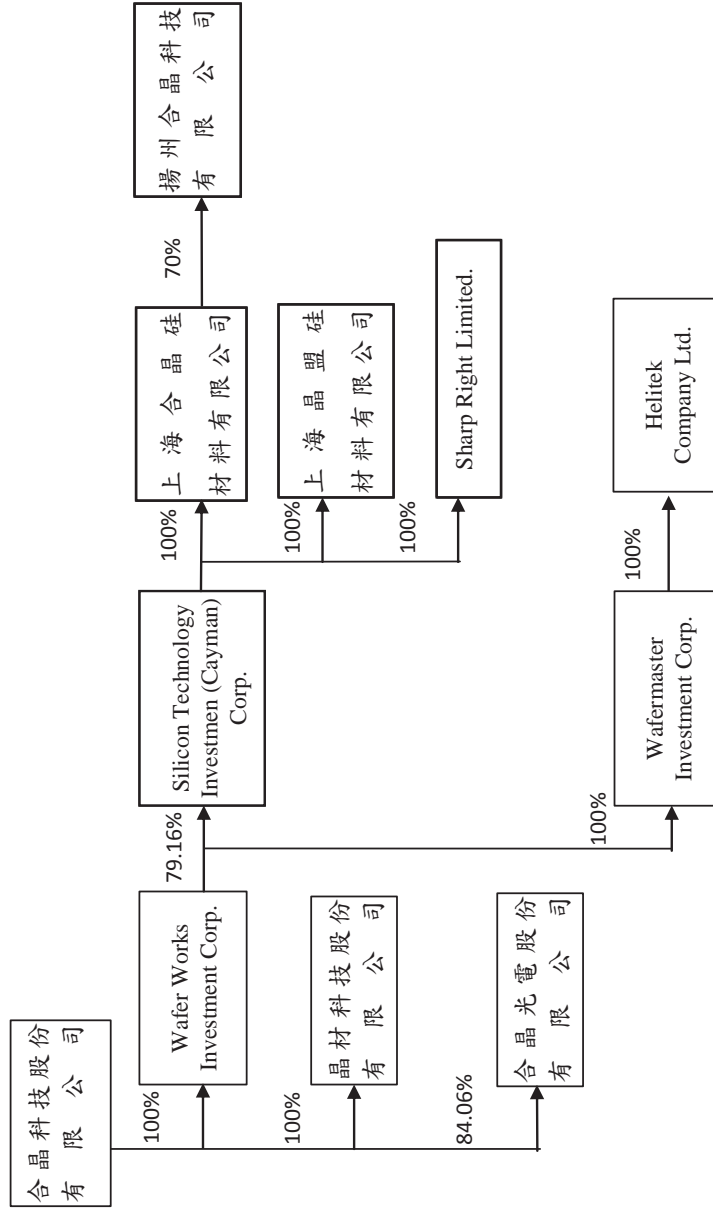 合晶科技股份
有限公司
100%
Wafer Works
Investment Corp.
100%
晶材科技股份
有限公司
84.06%
合晶光電股份
有限公司
79.16%
Silicon Technology
Investmen (Cayman)
Corp.
100%
Wafermaster
Investment Corp.
100%
上海合晶硅
材料有限公司
100%
上海晶盟硅
材料有限公司
100%
Sharp Right Limited.
100%
Helitek
Company Ltd.
70%
揚州合晶科技
有限公司